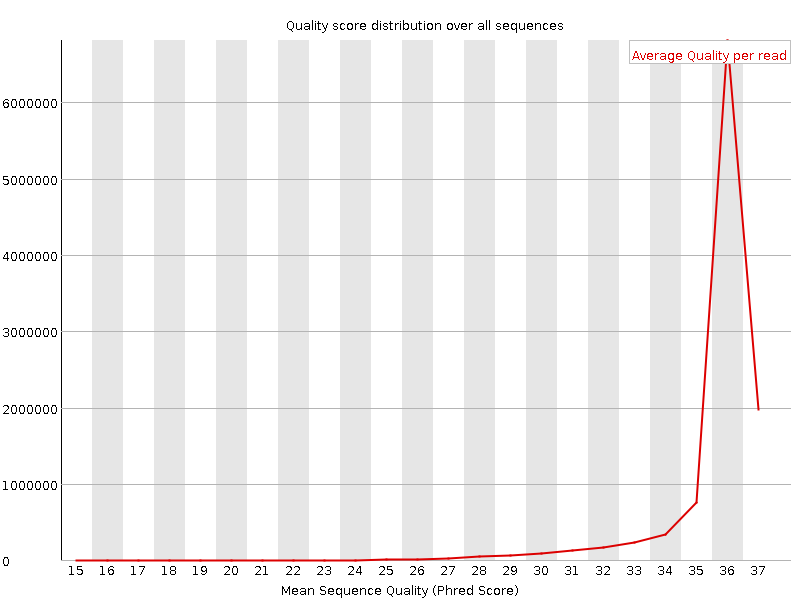 Quality score distribution over all sequences
Average Quality per read
6000000
5000000
4000000
3000000
2000000
1000000
0
15 16 17 18 19 20 21 22 23 24 25 26 27 28 29 30 31 32 33 34 35 36 37
Mean Sequence Quality (Phred Score)